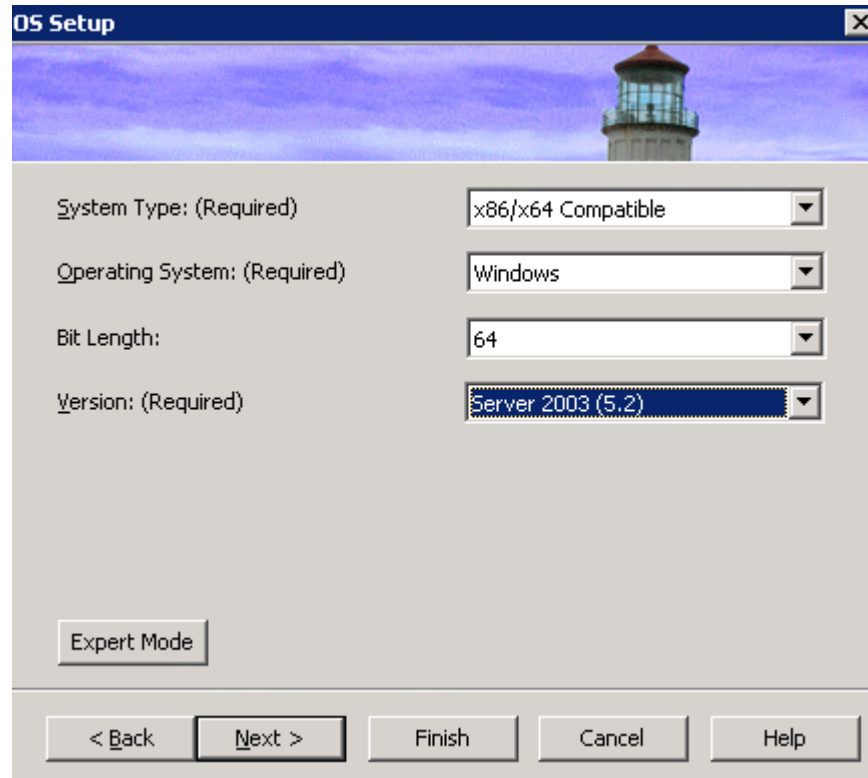 OS Setup
System Type: (Required)
x86/x64 Compatible
Operating System: (Required)
Windows
Bit Length:
64
Version: (Required)
Server 2003 (5.2)
Expert Mode
< Back
Next >
Finish
Cancel
Help